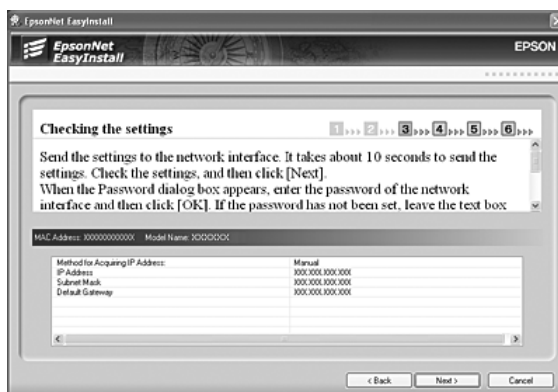 EpsonNet EasyInstall
EpsonNet
EasyInstall
EPSON
Checking the settings
1 2 3 4 5 6
Send the settings to the network interface. It takes about 10 seconds to send the
settings. Check the settings, and then click [Next].
When the Password dialog box appears, enter the password of the network
interface and then click [OK]. If the password has not been set, leave the text box
MAC Address: XXXXXXXXXXXX Model Name: XXXXXXX
Method for Acquiring IP Address: Manual
IP Address XXX.XXX.XXX.XXX
Subnet Mask XXX.XXX.XXX.XXX
Default Gateway XXX.XXX.XXX.XXX
< Back Next > Cancel